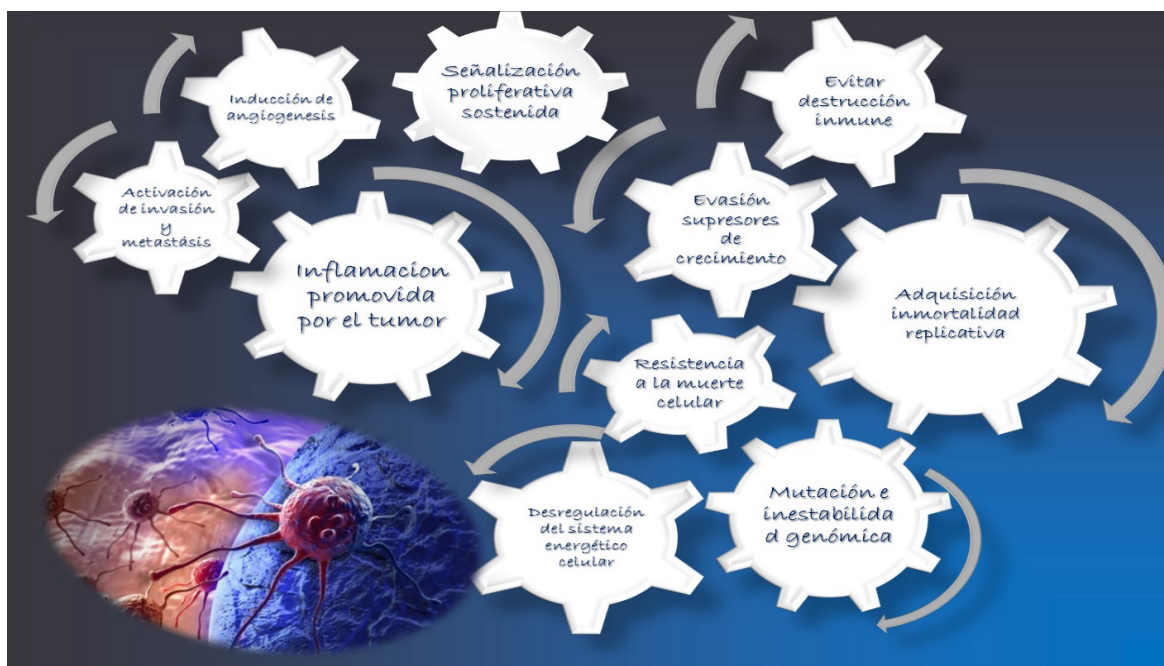 Inducción de
angiogenesis
Señalización
proliferativa
sostenida
Evitar
destrucción
inmune
Activación
de invasión
y
metastásis
Evasión
supresores
de
crecimiento
Inflamacion
promovida
por el tumor
Adquisición
inmortalidad
replicativa
Resistencia
a la muerte
celular
Desregulación
del sistema
energético
celular
Mutación e
inestabilida
d genómica